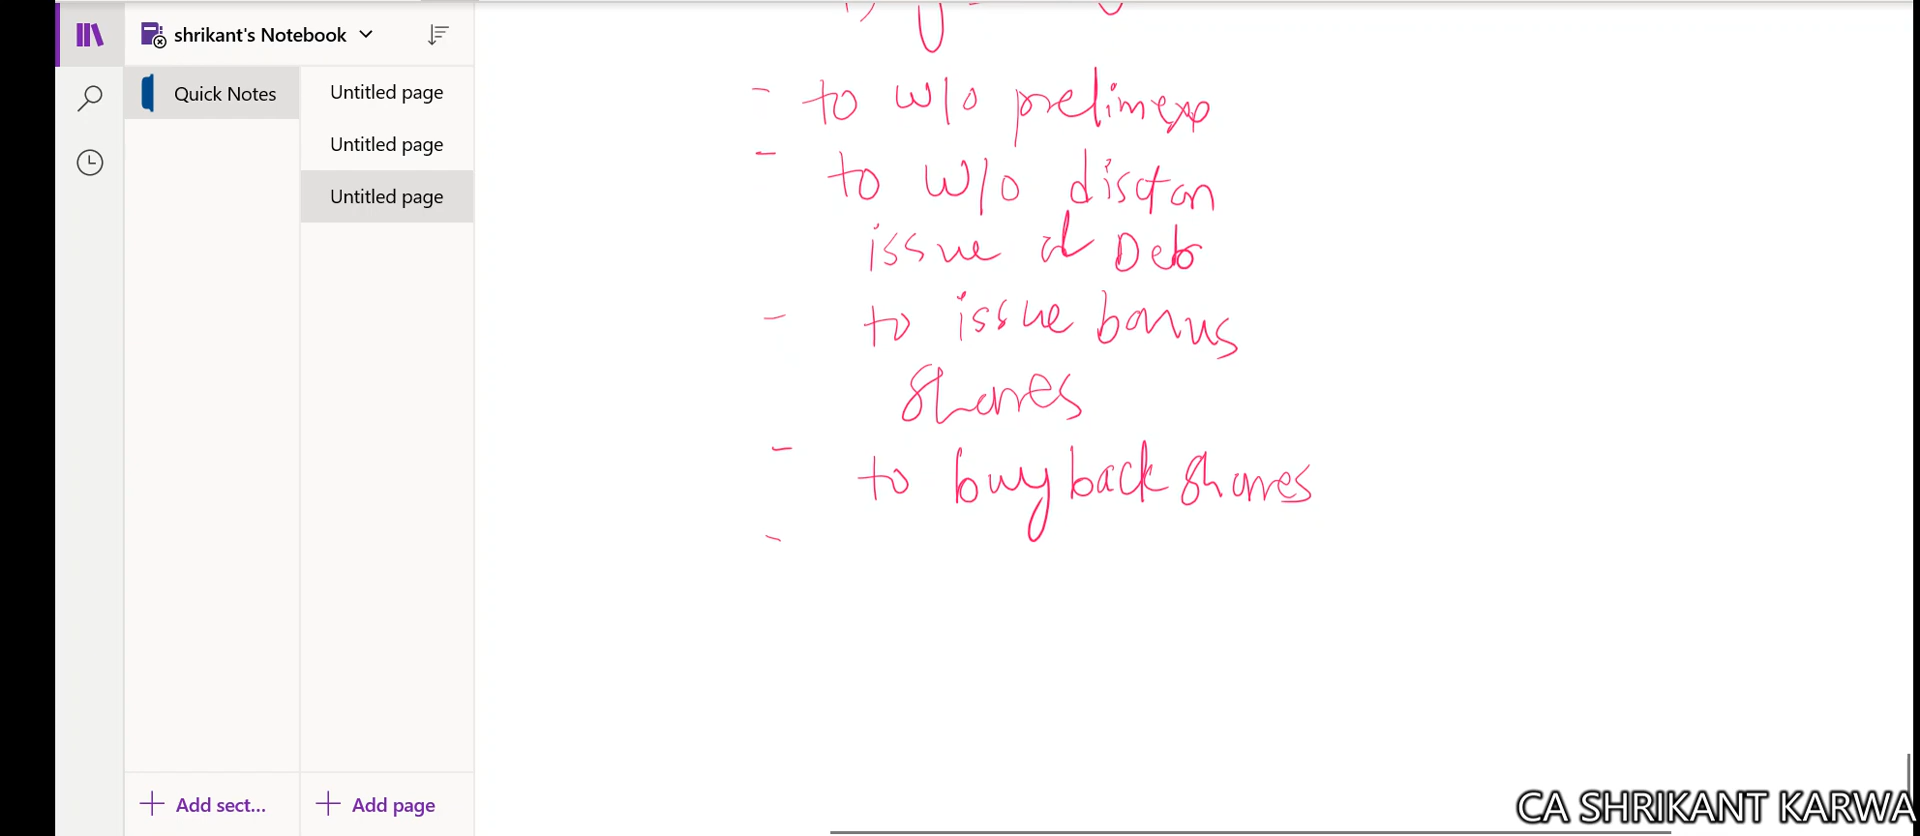 shrikant's Notebook
Quick Notes
Untitled page
Untitled page
Untitled page
- to w/o prelim exp
- to w/o disct on
issue of Deb
- to issue bonus
shares
- to buy back shares
-
+ Add sect...
+ Add page
CA SHRIKANT KARWA